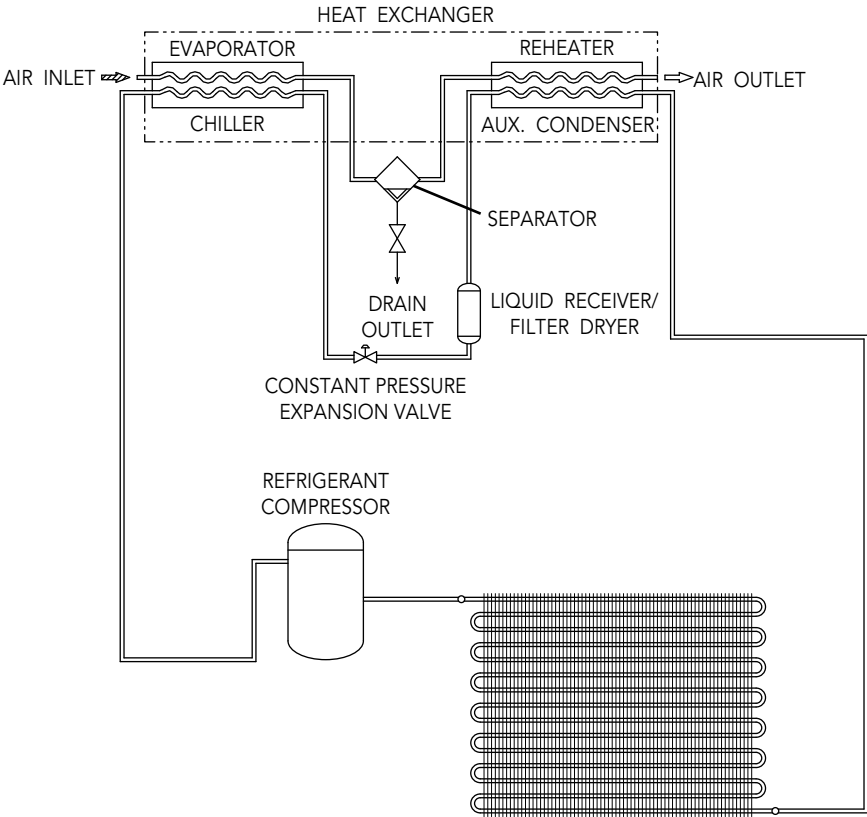 HEAT EXCHANGER
EVAPORATOR
REHEATER
AIR INLET
AIR OUTLET
CHILLER
AUX. CONDENSER
SEPARATOR
DRAIN
OUTLET
LIQUID RECEIVER/
FILTER DRYER
CONSTANT PRESSURE
EXPANSION VALVE
REFRIGERANT
COMPRESSOR